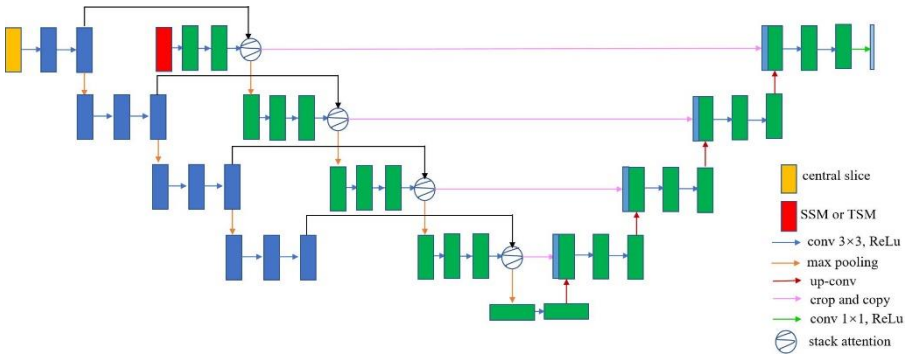 central slice
SSM or TSM
conv 3×3, ReLu
max pooling
up-conv
crop and copy
conv 1×1, ReLu
stack attention